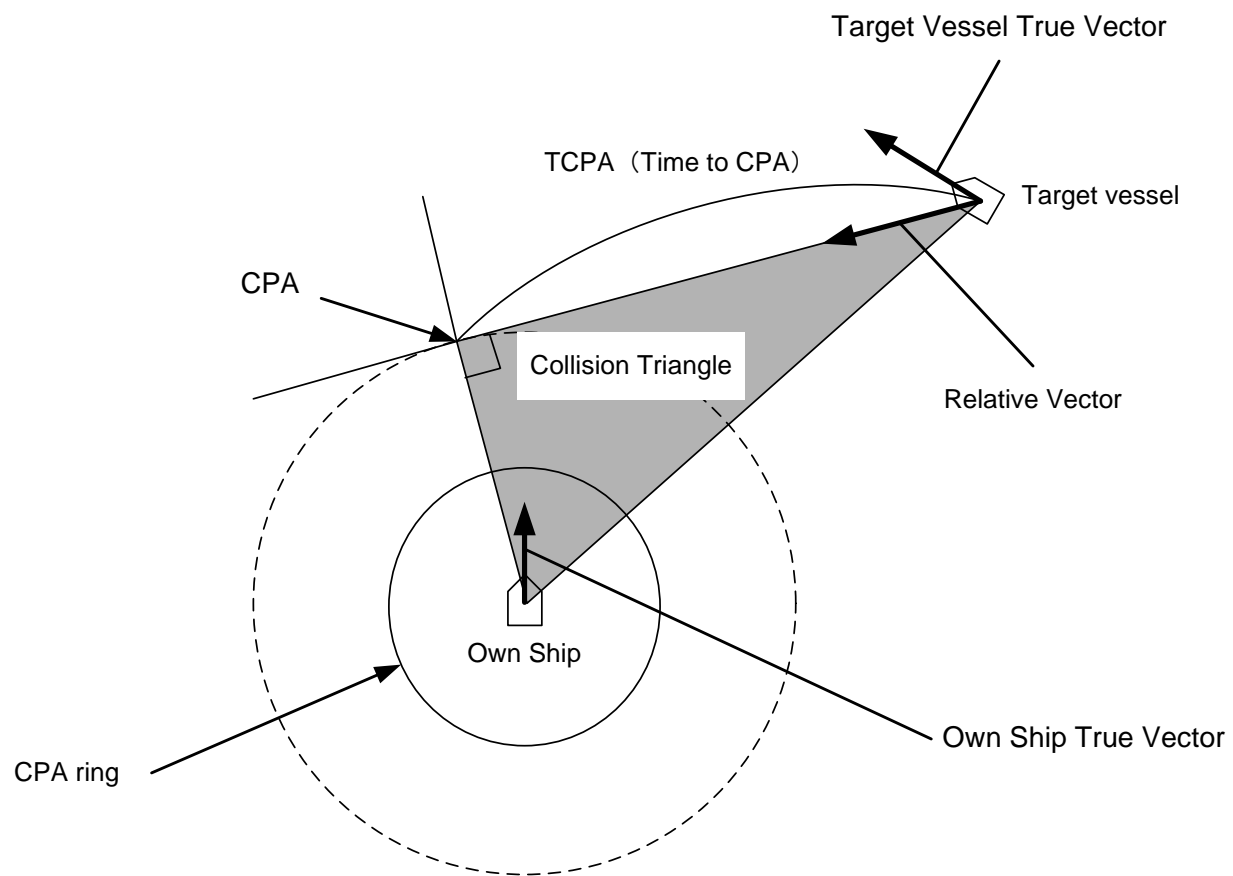 Target Vessel True Vector
TCPA（Time to CPA）
Target vessel
CPA
Collision Triangle
Relative Vector
Own Ship
Own Ship True Vector
CPA ring